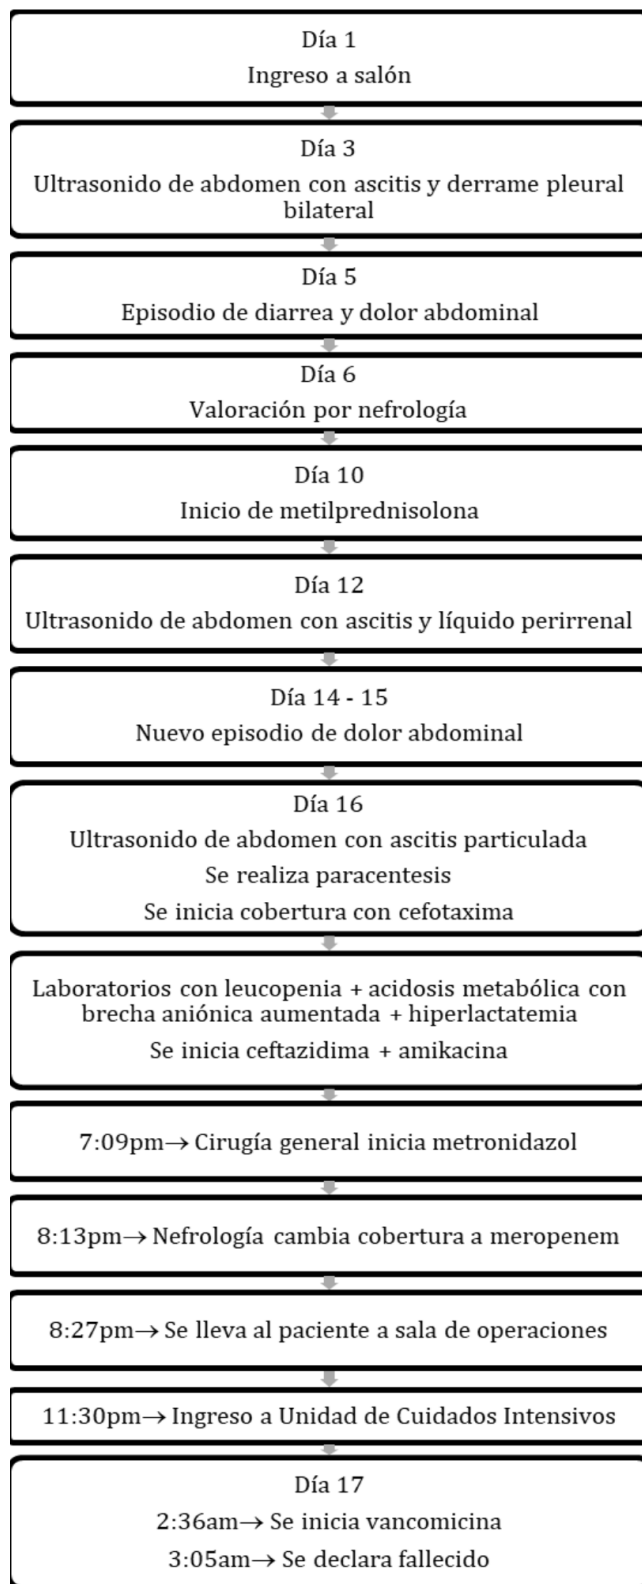 Día 1
Ingreso a salón
Día 3
Ultrasonido de abdomen con ascitis y derrame pleural
bilateral
Día 5
Episodio de diarrea y dolor abdominal
Día 6
Valoración por nefrología
Día 10
Inicio de metilprednisolona
Día 12
Ultrasonido de abdomen con ascitis y líquido perirrenal
Día 14 - 15
Nuevo episodio de dolor abdominal
Día 16
Ultrasonido de abdomen con ascitis particulada
Se realiza paracentesis
Se inicia cobertura con cefotaxima
Laboratorios con leucopenia + acidosis metabólica con
brecha aniónica aumentada + hiperlactatemia
Se inicia ceftazidima + amikacina
7:09pm→ Cirugía general inicia metronidazol
8:13pm→ Nefrología cambia cobertura a meropenem
8:27pm→ Se lleva al paciente a sala de operaciones
11:30pm→ Ingreso a Unidad de Cuidados Intensivos
Día 17
2:36am→ Se inicia vancomicina
3:05am→ Se declara fallecido